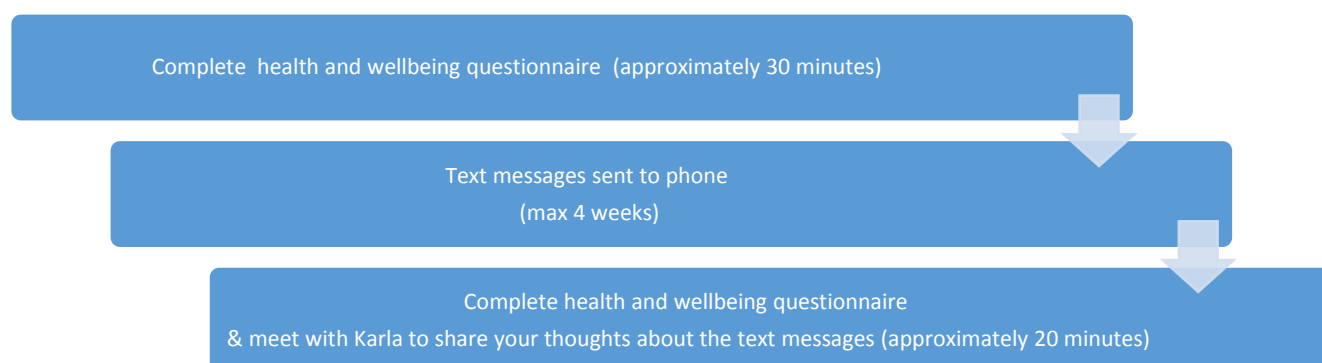 Complete  health and wellbeing questionnaire  (approximately 30 minutes)
Text messages sent to phone
(max 4 weeks)
Complete health and wellbeing questionnaire
& meet with Karla to share your thoughts about the text messages (approximately 20 minutes)